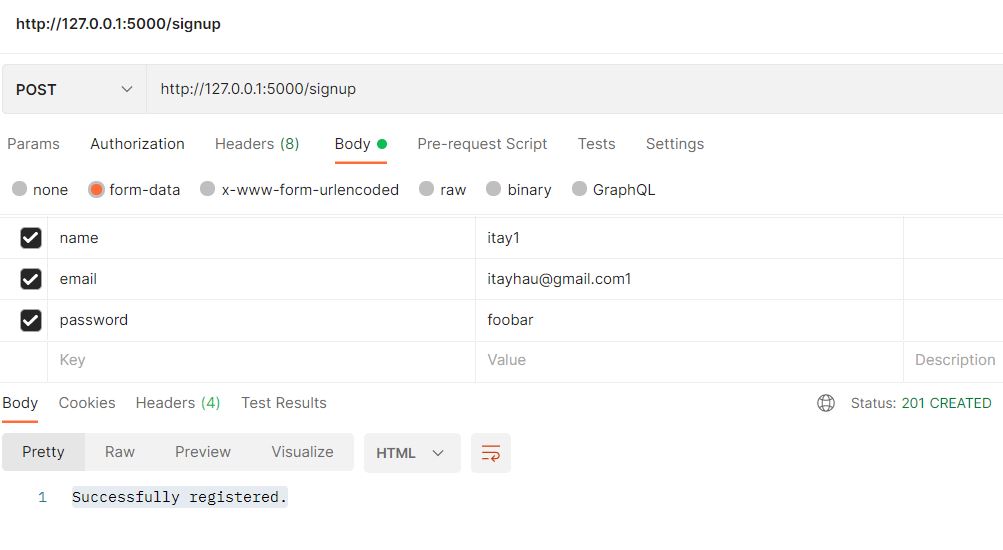 http://127.0.0.1:5000/signup
POST http://127.0.0.1:5000/signup
Params Authorization Headers (8) Body Pre-request Script Tests Settings
none form-data x-www-form-urlencoded raw binary GraphQL
name itay1
email itayhau@gmail.com1
password foobar
Key Value Description
Body Cookies Headers (4) Test Results Status: 201 CREATED
Pretty Raw Preview Visualize HTML
1 Successfully registered.